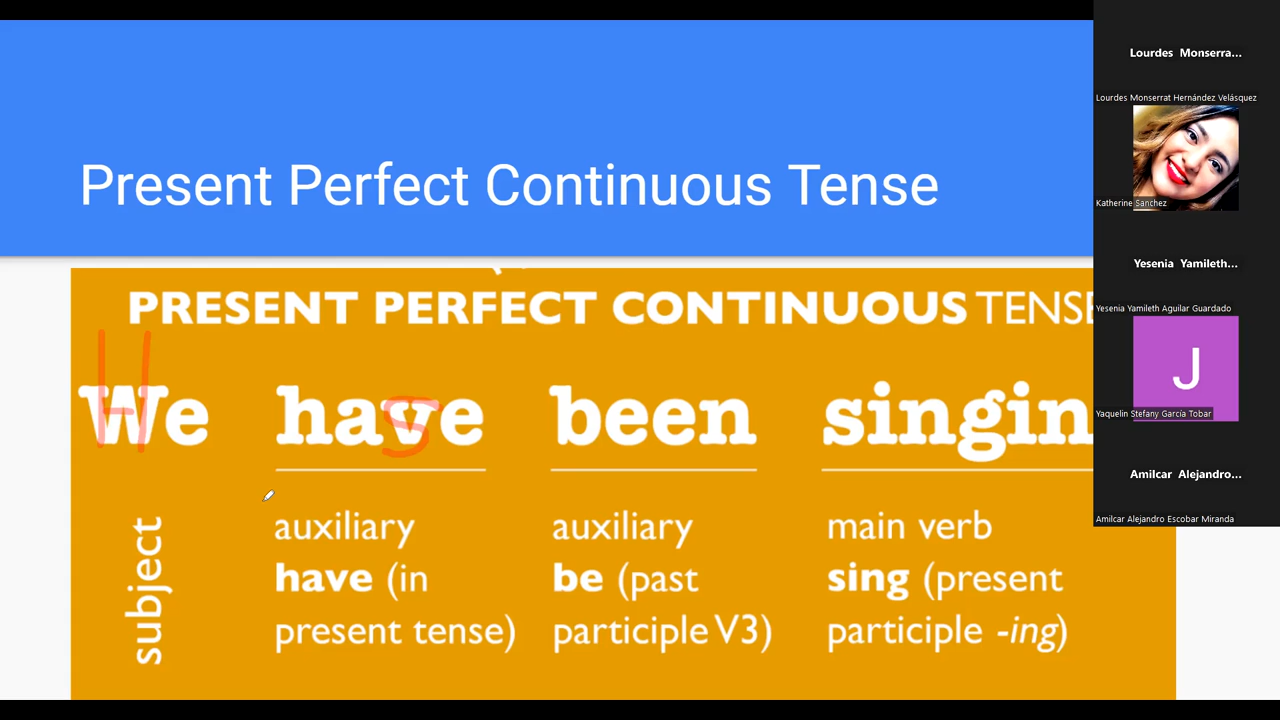 Present Perfect Continuous Tense
PRESENT PERFECT CONTINUOUS TENSE
We have been singin
H
s
subject
auxiliary
have (in
present tense)
auxiliary
be (past
participle V3)
main verb
sing (present
participle -ing)
Lourdes Monserra...
Lourdes Monserrat Hernández Velásquez
Katherine Sanchez
Yesenia Yamileth...
Yesenia Yamileth Aguilar Guardado
J
Yaquelin Stefany García Tobar
Amilcar Alejandro...
Amilcar Alejandro Escobar Miranda